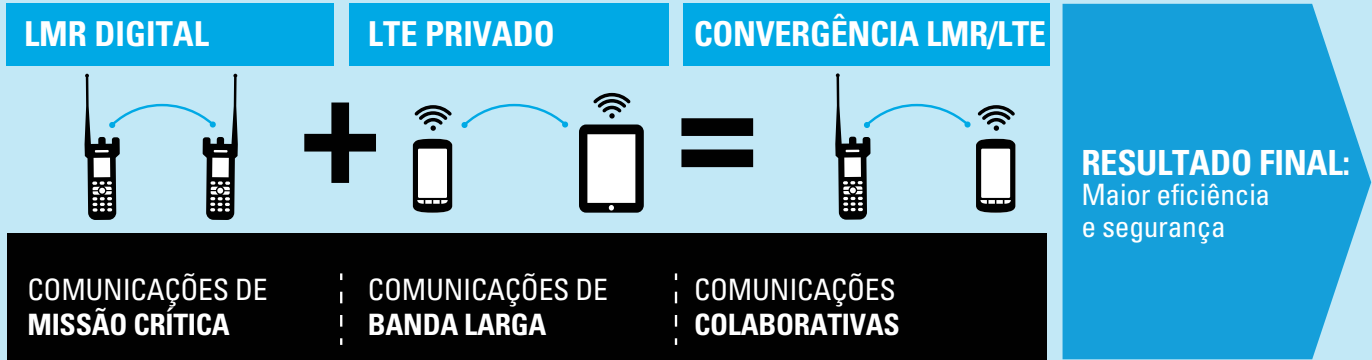 LMR DIGITAL
LTE PRIVADO
CONVERGÊNCIA LMR/LTE
COMUNICAÇÕES DE
MISSÃO CRÍTICA
COMUNICAÇÕES DE
BANDA LARGA
COMUNICAÇÕES
COLABORATIVAS
RESULTADO FINAL:
Maior eficiência
e segurança